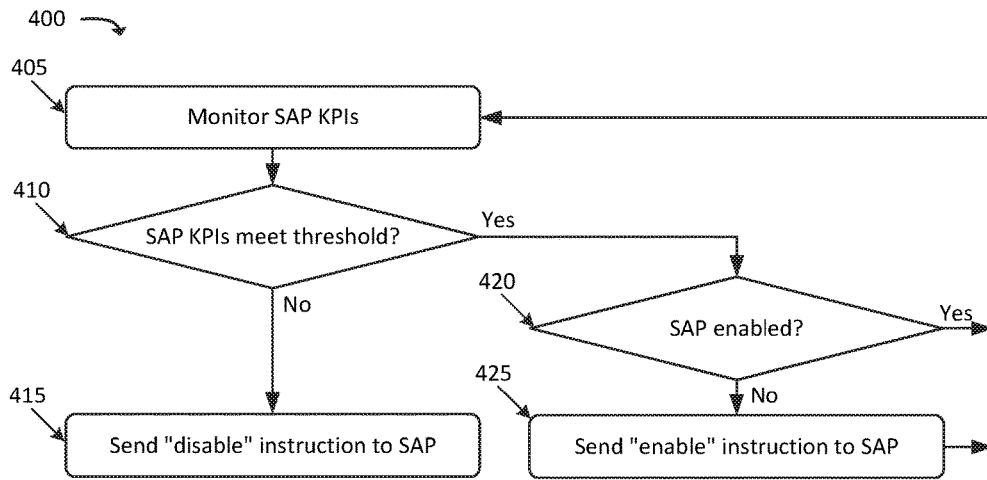 400
405
Monitor SAP KPIs
410
SAP KPIs meet threshold?
Yes
No
420
SAP enabled?
Yes
No
415
Send "disable" instruction to SAP
425
Send "enable" instruction to SAP